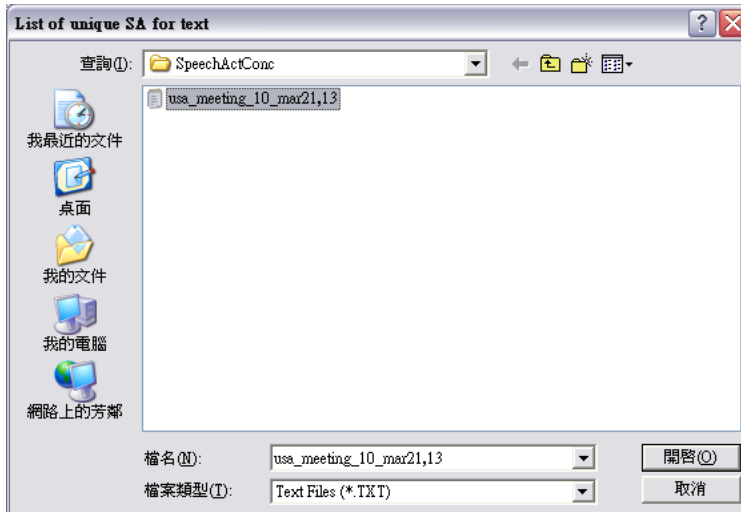 List of unique SA for text
查詢(I): SpeechActConc
usa_meeting_10_mar21,13
我最近的文件
桌面
我的文件
我的電腦
網路上的芳鄰
檔名(N): usa_meeting_10_mar21,13 開啓(O)
檔案類型(T): Text Files (*.TXT) 取消